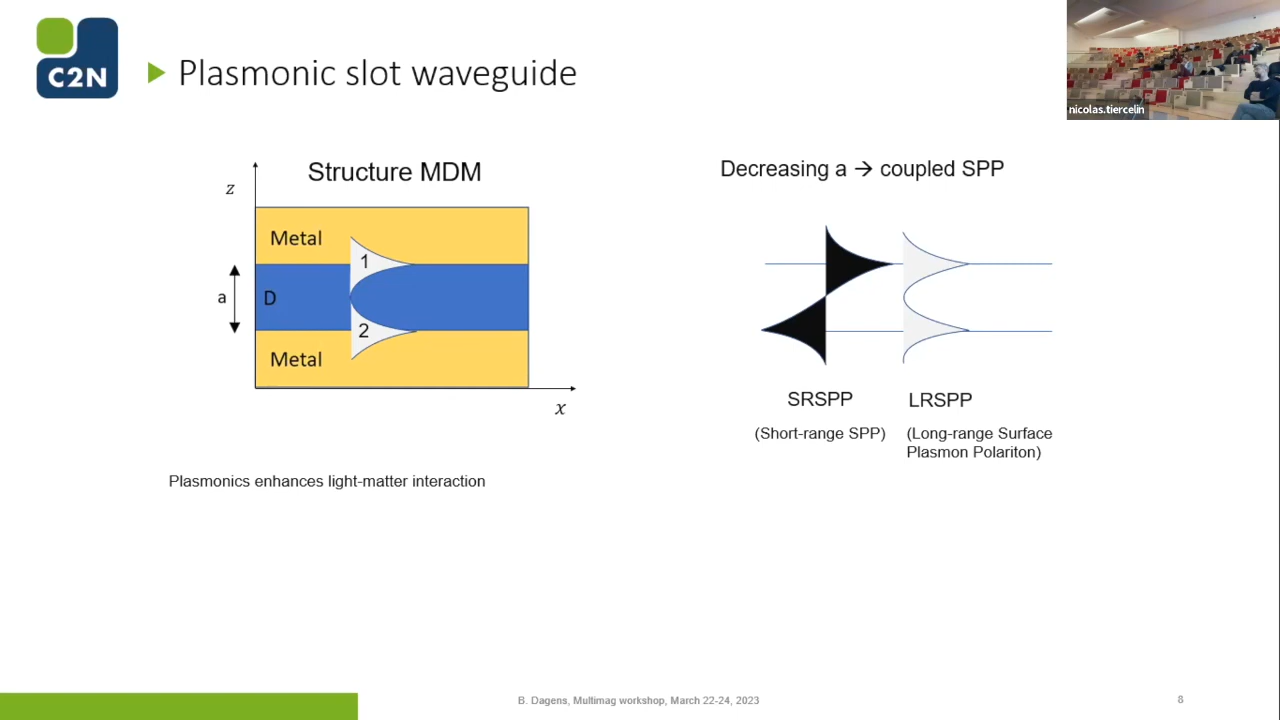 C2N
Plasmonic slot waveguide
nicolas.tiercelin
Structure MDM
z
Metal
1
a
D
2
Metal
x
Plasmonics enhances light-matter interaction
Decreasing a → coupled SPP
SRSPP
(Short-range SPP)
LRSPP
(Long-range Surface
Plasmon Polariton)
B. Dagens, Multimag workshop, March 22-24, 2023
8